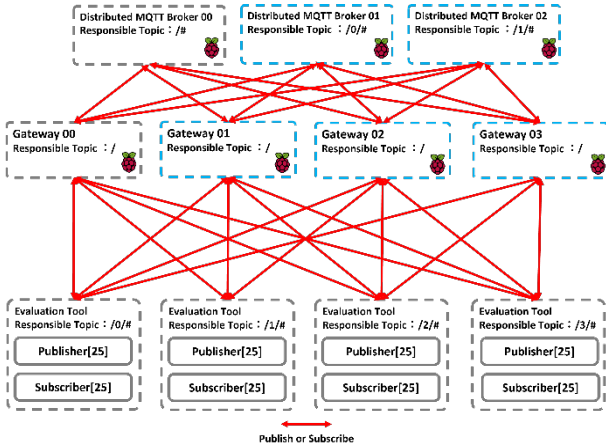 Distributed MQTT Broker 00
Responsible Topic：/#
Distributed MQTT Broker 01
Responsible Topic：/0/#
Distributed MQTT Broker 02
Responsible Topic：/1/#
Gateway 00
Responsible Topic：/
Gateway 01
Responsible Topic：/
Gateway 02
Responsible Topic：/
Gateway 03
Responsible Topic：/
Evaluation Tool
Responsible Topic：/0/#
Publisher[25]
Subscriber[25]
Evaluation Tool
Responsible Topic：/1/#
Publisher[25]
Subscriber[25]
Evaluation Tool
Responsible Topic：/2/#
Publisher[25]
Subscriber[25]
Evaluation Tool
Responsible Topic：/3/#
Publisher[25]
Subscriber[25]
Publish or Subscribe